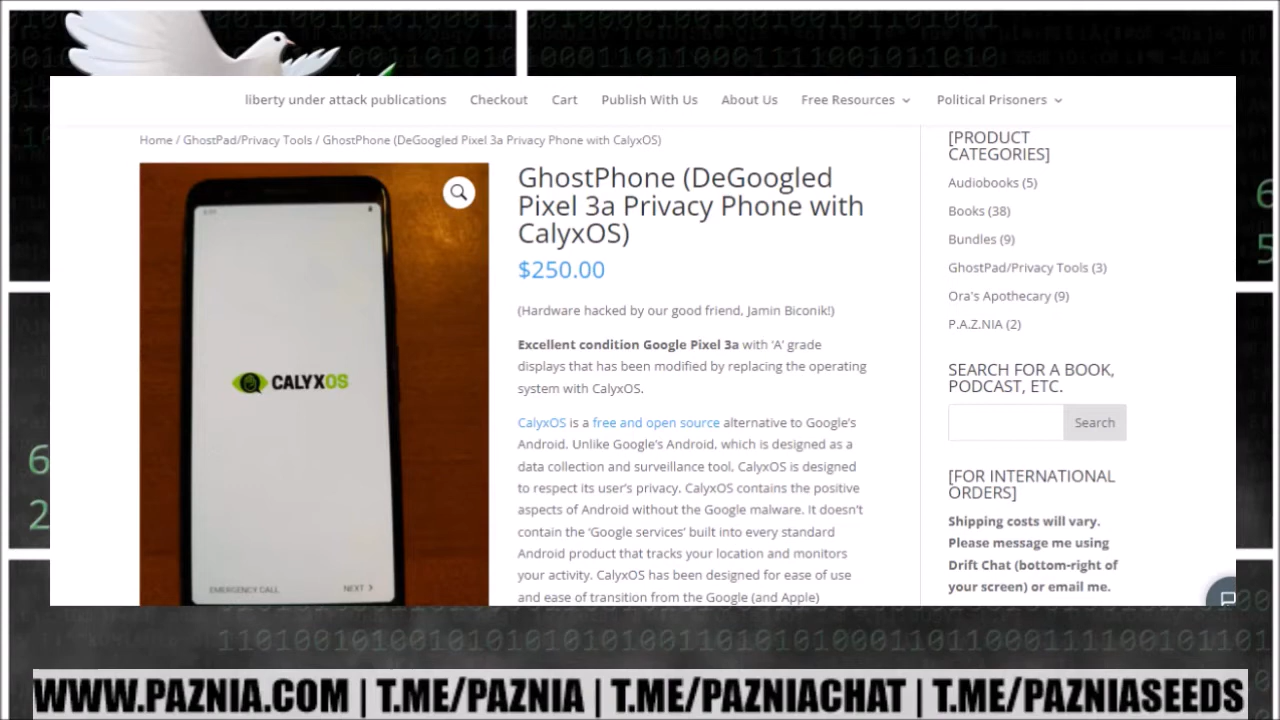 liberty under attack publications Checkout Cart Publish With Us About Us Free Resources Political Prisoners
Home / GhostPad/Privacy Tools / GhostPhone (DeGoogled Pixel 3a Privacy Phone with CalyxOS)
CALYXOS
EMERGENCY CALL NEXT
GhostPhone (DeGoogled
Pixel 3a Privacy Phone with
CalyxOS)
$250.00
(Hardware hacked by our good friend, Jamin Biconik!)
Excellent condition Google Pixel 3a with ‘A’ grade
displays that has been modified by replacing the operating
system with CalyxOS.
CalyxOS is a free and open source alternative to Google’s
Android. Unlike Google’s Android, which is designed as a
data collection and surveillance tool, CalyxOS is designed
to respect its user’s privacy. CalyxOS contains the positive
aspects of Android without the Google malware. It doesn’t
contain the ‘Google services’ built into every standard
Android product that tracks your location and monitors
your activity. CalyxOS has been designed for ease of use
and ease of transition from the Google (and Apple)
[PRODUCT
CATEGORIES]
Audiobooks (5)
Books (38)
Bundles (9)
GhostPad/Privacy Tools (3)
Ora's Apothecary (9)
P.A.Z.NIA (2)
SEARCH FOR A BOOK,
PODCAST, ETC.
Search
[FOR INTERNATIONAL
ORDERS]
Shipping costs will vary.
Please message me using
Drift Chat (bottom-right of
your screen) or email me.
WWW.PAZNIA.COM | T.ME/PAZNIA | T.ME/PAZNIACHAT | T.ME/PAZNIASEEDS